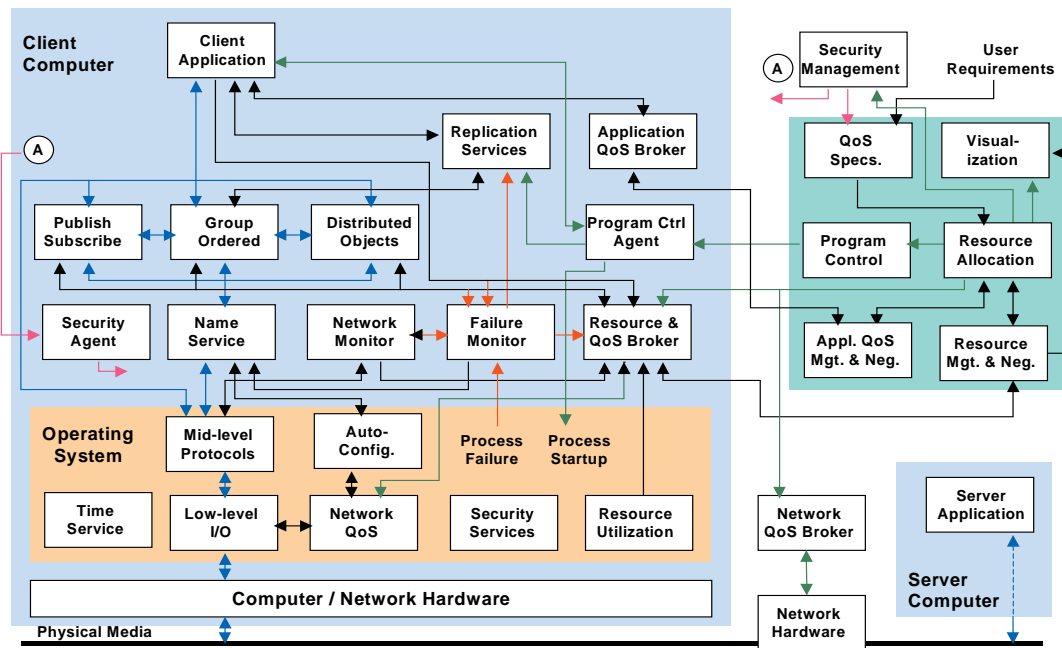 Client
Computer
Client
Application
Security
Management
User
Requirements
A
Replication
Services
Application
QoS Broker
QoS
Specs.
Visual-
ization
A
Publish
Subscribe
Group
Ordered
Distributed
Objects
Program Ctrl
Agent
Program
Control
Resource
Allocation
Security
Agent
Name
Service
Network
Monitor
Failure
Monitor
Resource &
QoS Broker
Appl. QoS
Mgt. & Neg.
Resource
Mgt. & Neg.
Operating
System
Mid-level
Protocols
Auto-
Config.
Process
Failure
Process
Startup
Time
Service
Low-level
I/O
Network
QoS
Security
Services
Resource
Utilization
Network
QoS Broker
Server
Application
Server
Computer
Computer / Network Hardware
Network
Hardware
Physical Media